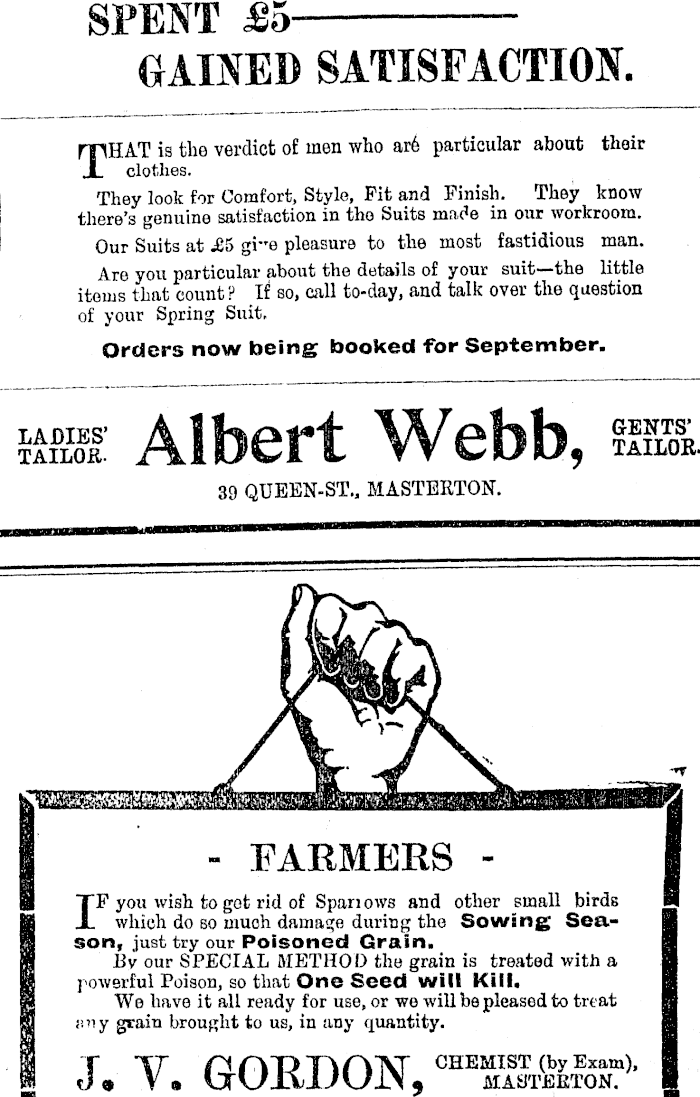 SPENT £5
GAINED SATISFACTION.
THAT is the verdict of men who aré particular about their
clothes.
They look for Comfort, Style, Fit and Finish. They know
there's genuine satisfaction in the Suits made in our workroom.
Our Suits at £5 give pleasure to the most fastidious man.
Are you particular about the details of your suit—the little
items that count? If so, call to-day, and talk over the question
of your Spring Suit.
Orders now being booked for September.
LADIES'
TAILOR.
Albert Webb,
GENTS'
TAILOR.
39 QUEEN-ST., MASTERTON.
- FARMERS -
IF you wish to get rid of Sparrows and other small birds
which do so much damage during the Sowing Sea-
son, just try our Poisoned Grain.
By our SPECIAL METHOD the grain is treated with a
powerful Poison, so that One Seed will Kill.
We have it all ready for use, or we will be pleased to treat
any grain brought to us, in any quantity.
J. V. GORDON,
CHEMIST (by Exam),
MASTERTON.